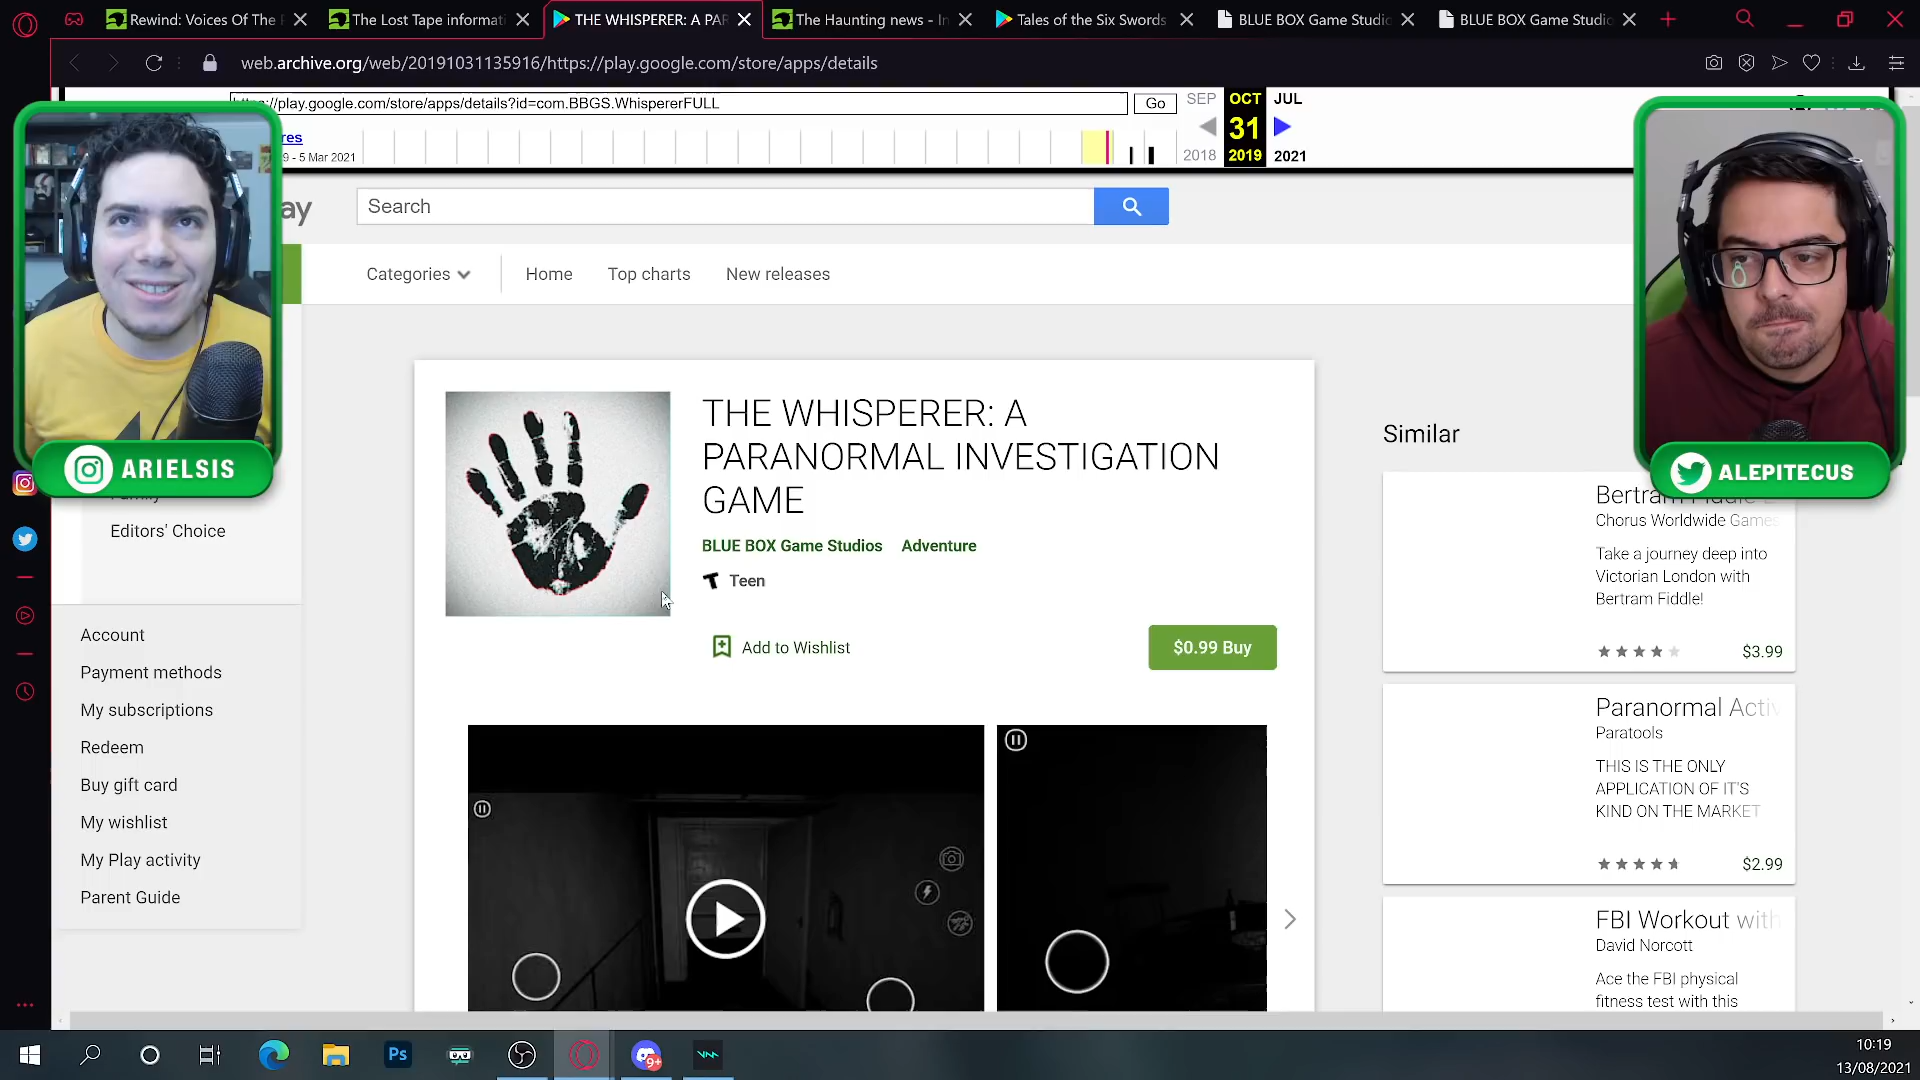 Rewind: Voices Of The
The Lost Tape informati
THE WHISPERER: A PAR
The Haunting news - In
Tales of the Six Swords
BLUE BOX Game Studio
BLUE BOX Game Studio
web.archive.org/web/20191031135916/https://play.google.com/store/apps/details
https://play.google.com/store/apps/details?id=com.BBGS.WhispererFULL
Go
SEP
OCT
JUL
31
2018
2019
2021
res
9 - 5 Mar 2021
ay
Search
Categories
Home
Top charts
New releases
ARIELSIS
ALEPITECUS
Editors' Choice
Account
Payment methods
My subscriptions
Redeem
Buy gift card
My wishlist
My Play activity
Parent Guide
THE WHISPERER: A
PARANORMAL INVESTIGATION
GAME
BLUE BOX Game Studios Adventure
T Teen
Add to Wishlist
$0.99 Buy
Similar
Chorus Worldwide Games
Take a journey deep into
Victorian London with
Bertram Fiddle!
$3.99
Paranormal Activ
Paratools
THIS IS THE ONLY
APPLICATION OF IT'S
KIND ON THE MARKET
$2.99
FBI Workout with
David Norcott
Ace the FBI physical
fitness test with this
Ps
9+
10:19
13/08/2021